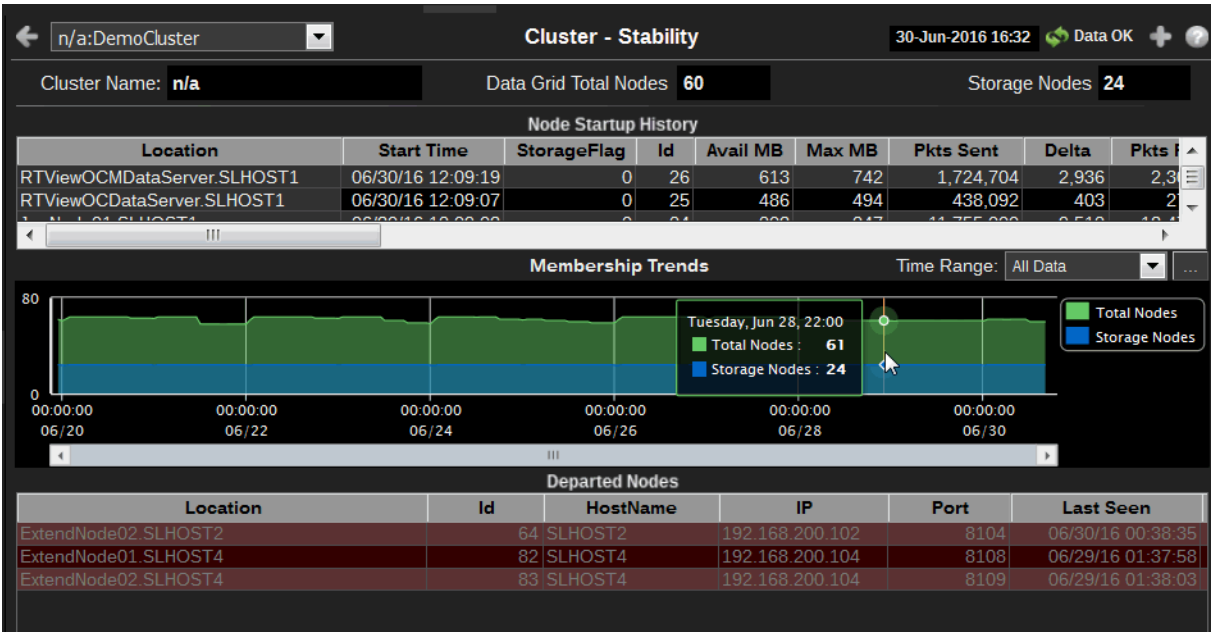 n/a:DemoCluster Cluster - Stability 30-Jun-2016 16:32 Data OK
Cluster Name: n/a Data Grid Total Nodes 60 Storage Nodes 24
Node Startup History
Location Start Time StorageFlag Id Avail MB Max MB Pkts Sent Delta Pkts
RTViewOCMDataServer.SLHOST1 06/30/16 12:09:19 0 26 613 742 1,724,704 2,936 2,3
RTViewOCDataServer.SLHOST1 06/30/16 12:09:07 0 25 486 494 438,092 403 2
Membership Trends Time Range: All Data ...
80
Tuesday, Jun 28, 22:00
Total Nodes : 61
Storage Nodes : 24
Total Nodes
Storage Nodes
0
00:00:00 00:00:00 00:00:00 00:00:00 00:00:00 00:00:00
06/20 06/22 06/24 06/26 06/28 06/30
Departed Nodes
Location Id HostName IP Port Last Seen
ExtendNode02.SLHOST2 64 SLHOST2 192.168.200.102 8104 06/30/16 00:38:35
ExtendNode01.SLHOST4 82 SLHOST4 192.168.200.104 8108 06/29/16 01:37:58
ExtendNode02.SLHOST4 83 SLHOST4 192.168.200.104 8109 06/29/16 01:38:03